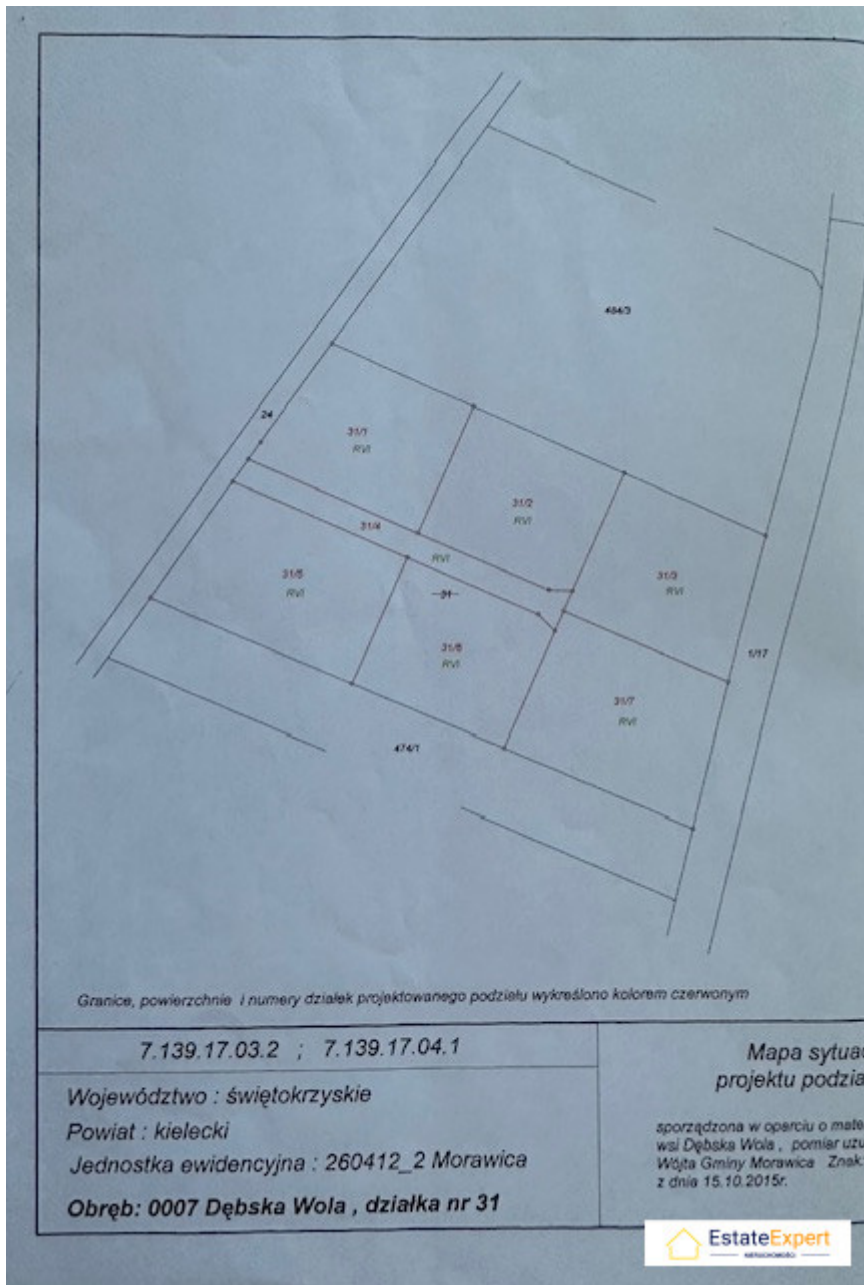 484/3
24
31/1
RVI
31/2
RVI
31/4
RVI
31/3
RVI
31/5
RVI
31
31/6
RVI
1/17
31/7
RVI
474/1
Granice, powierzchnie i numery działek projektowanego podziału wykreślono kolorem czerwonym
7.139.17.03.2 ; 7.139.17.04.1
Województwo : świętokrzyskie
Powiat : kielecki
Jednostka ewidencyjna : 260412_2 Morawica
Obręb: 0007 Dębska Wola , działka nr 31
Mapa sytuac
projektu podzia
sporządzona w oparciu o mate
wsi Dębska Wola , pomiar uzu
Wójta Gminy Morawica Znak:
z dnia 15.10.2015r.
EstateExpert
NIERUCHOMOŚCI